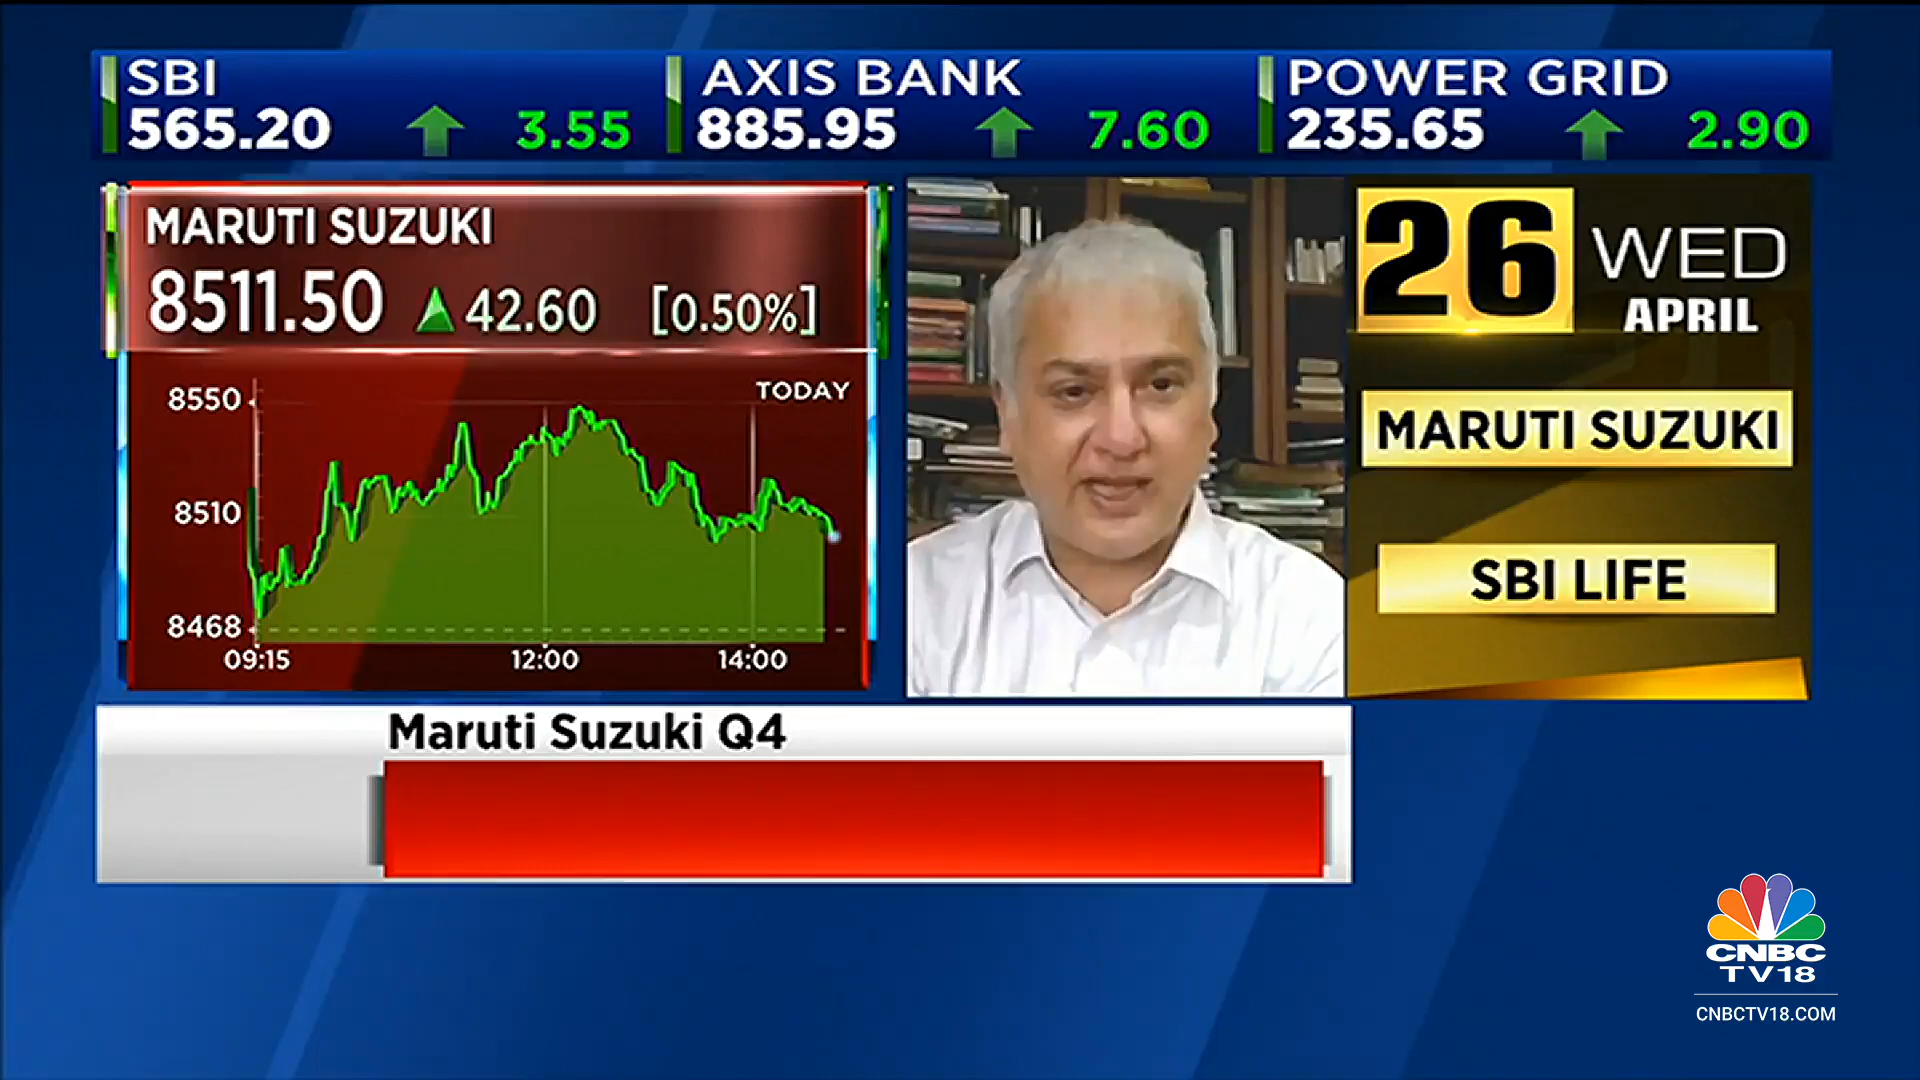 SBI
565.20 3.55
AXIS BANK
885.95 7.60
POWER GRID
235.65 2.90
MARUTI SUZUKI
8511.50 42.60 [0.50%]
TODAY
8550
8510
8468
09:15 12:00 14:00
26 WED
APRIL
MARUTI SUZUKI
SBI LIFE
Maruti Suzuki Q4
CNBC
TV18
CNBCTV18.COM